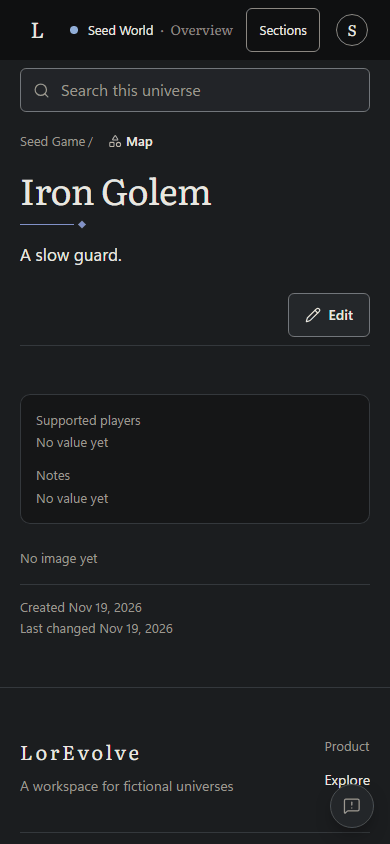 L
Seed World · Overview
Sections
S
Search this universe
Seed Game / Map
Iron Golem
A slow guard.
Edit
Supported players
No value yet
Notes
No value yet
No image yet
Created Nov 19, 2026
Last changed Nov 19, 2026
LorEvolve
A workspace for fictional universes
Product
Explore